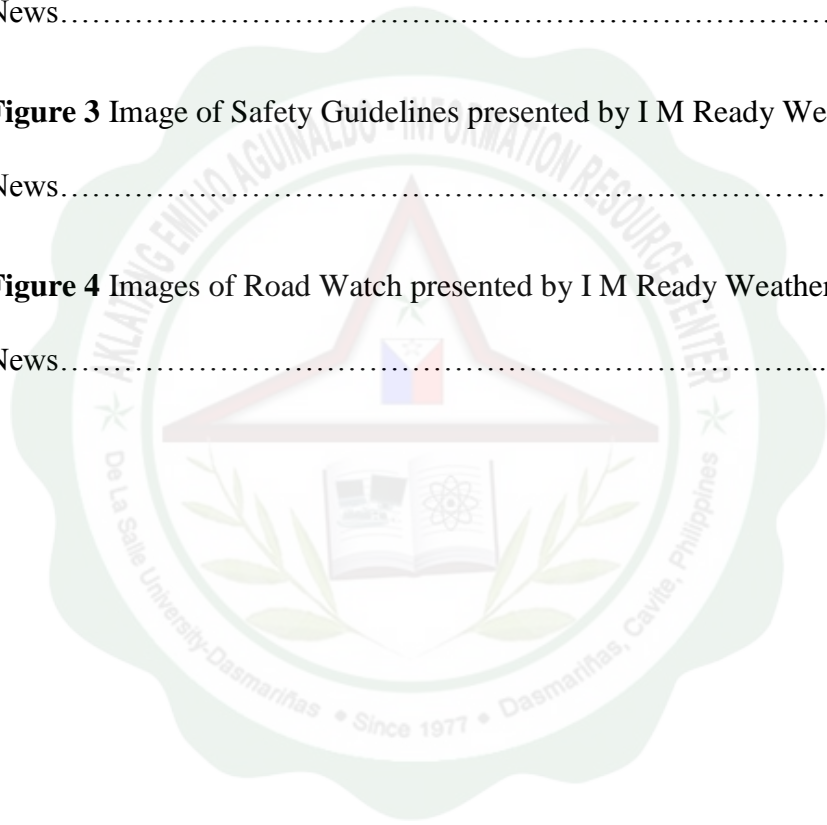 News…………………………………..……………………………….
Figure 3 Image of Safety Guidelines presented by I M Ready We
News…………………………………………………………………….
Figure 4 Images of Road Watch presented by I M Ready Weather
News…………………………………………………………………....
AKLATANG EMILIO AGUINALDO - INFORMATION RESOURCE CENTER
De La Salle University-Dasmariñas • Since 1977 • Dasmariñas, Cavite, Philippines